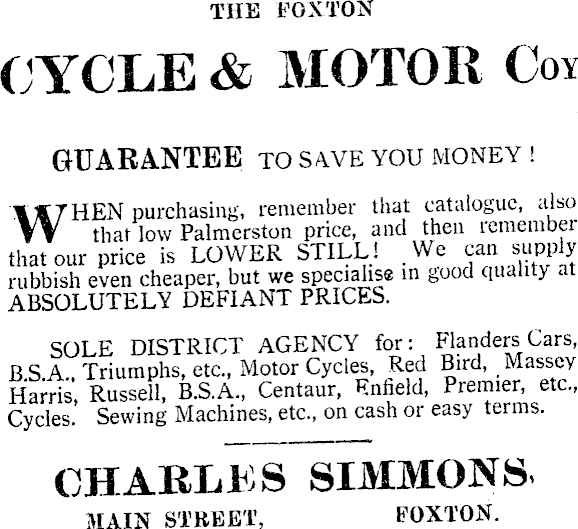 THE FOXTON
CYCLE & MOTOR COY
GUARANTEE TO SAVE YOU MONEY !
WHEN purchasing, remember that catalogue, also
that low Palmerston price, and then remember
that our price is LOWER STILL! We can supply
rubbish even cheaper, but we specialise in good quality at
ABSOLUTELY DEFIANT PRICES.
SOLE DISTRICT AGENCY for: Flanders Cars,
B.S.A., Triumphs, etc., Motor Cycles, Red Bird, Massey
Harris, Russell, B.S.A., Centaur, Enfield, Premier, etc.,
Cycles. Sewing Machines, etc., on cash or easy terms.
CHARLES SIMMONS,
MAIN STREET, FOXTON.